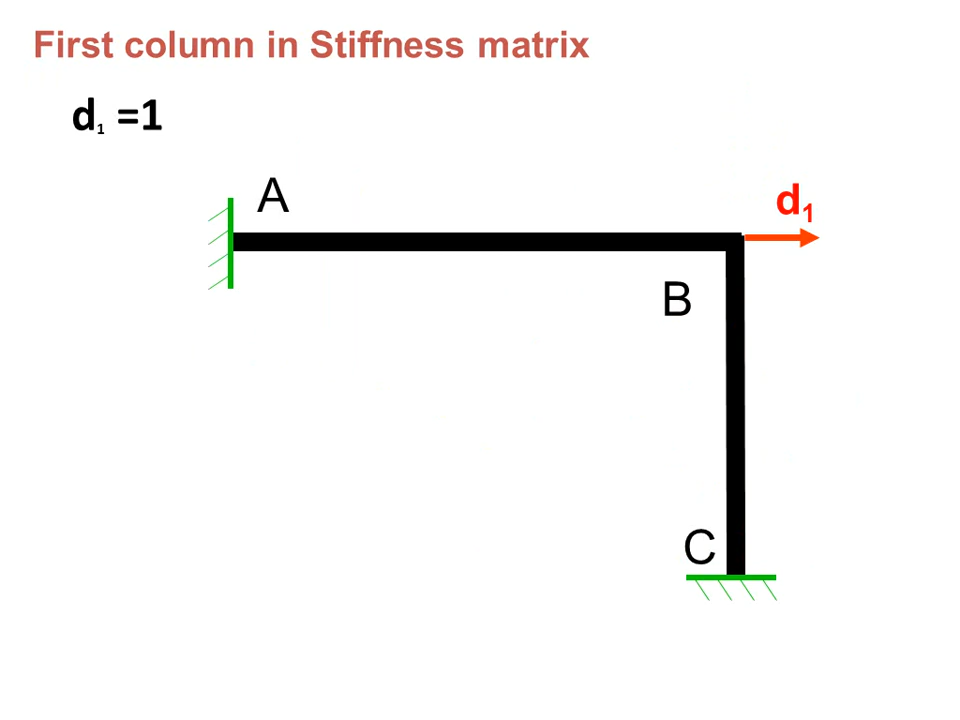 First column in Stiffness matrix
d₁ =1
A
d₁
B
C